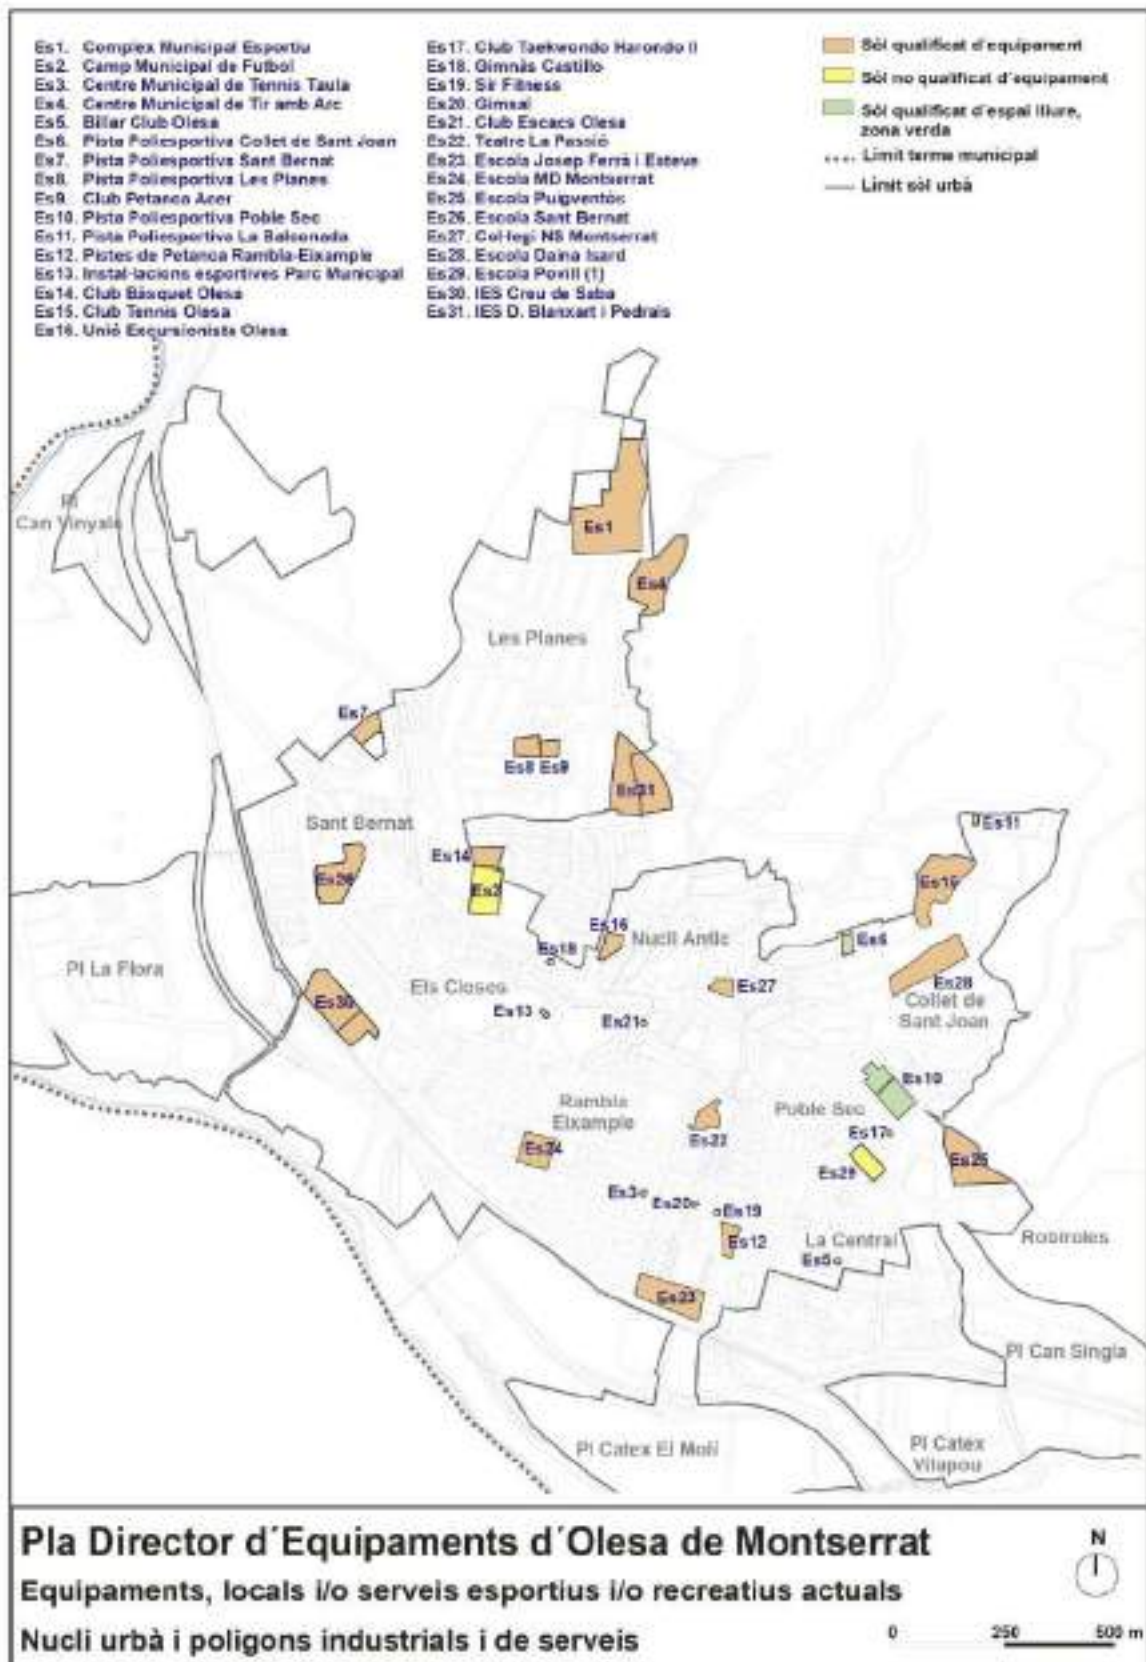 Es1. Complex Municipal Esportiu
Es2. Camp Municipal de Futbol
Es3. Centre Municipal de Tennis Taula
Es4. Centre Municipal de Tir amb Arc
Es5. Billar Club Olesa
Es6. Pista Poliesportiva Collet de Sant Joan
Es7. Pista Poliesportiva Sant Bernat
Es8. Pista Poliesportiva Les Planes
Es9. Club Petanca Acer
Es10. Pista Poliesportiva Poble Sec
Es11. Pista Poliesportiva La Balconada
Es12. Pistes de Petanca Rambla-Eixample
Es13. Instal·lacions esportives Parc Municipal
Es14. Club Bàsquet Olesa
Es15. Club Tennis Olesa
Es16. Unió Excursionista Olesa
Es17. Club Taekwondo Harondo II
Es18. Gimnàs Castillo
Es19. Sir Fitness
Es20. Gimsal
Es21. Club Escacs Olesa
Es22. Teatre La Passió
Es23. Escola Josep Ferrà i Esteva
Es24. Escola MD Montserrat
Es25. Escola Puigventós
Es26. Escola Sant Bernat
Es27. Col·legi NS Montserrat
Es28. Escola Daina Isard
Es29. Escola Povill (1)
Es30. IES Creu de Saba
Es31. IES D. Blanxart i Pedrals
Sòl qualificat d'equipament
Sòl no qualificat d'equipament
Sòl qualificat d'espai lliure,
zona verda
Límit terme municipal
Límit sòl urbà
PI
Can Vinyals
Es1
Es4
Les Planes
Es7
Es8 Es9
Es31
Sant Bernat
Es11
Es14
Es26
Es2
Es15
Es16
Nucli Antic
Es6
Es18
PI La Flora
Els Closos
Es27
Es28
Collet de
Sant Joan
Es30
Es13
Es21
Es10
Rambla
Eixample
Poble Sec
Es22
Es17
Es24
Es29
Es25
Es3
Es20
Es19
Es12
La Central
Es5
Robiroles
Es23
PI Can Singla
PI Catex El Molí
PI Catex
Vilapou
Pla Director d´Equipaments d´Olesa de Montserrat
N
Equipaments, locals i/o serveis esportius i/o recreatius actuals
Nucli urbà i polígons industrials i de serveis
0 250 500 m